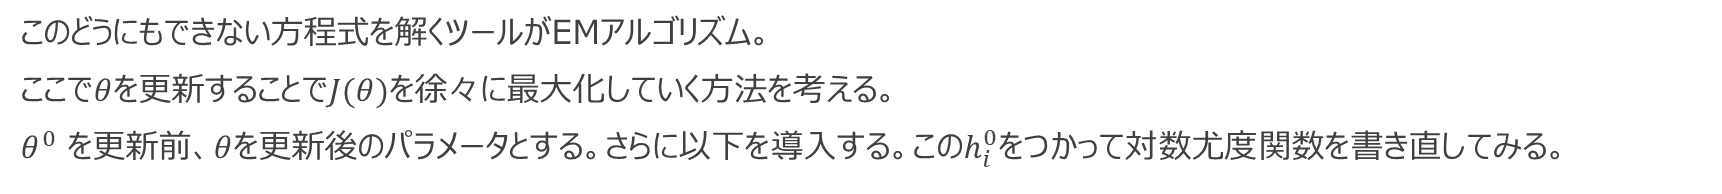 このどうにもできない方程式を解くツールがEMアルゴリズム。
ここでθを更新することでJ(θ)を徐々に最大化していく方法を考える。
θ⁰ を更新前、θを更新後のパラメータとする。さらに以下を導入する。このh_i^0をつかって対数尤度関数を書き直してみる。